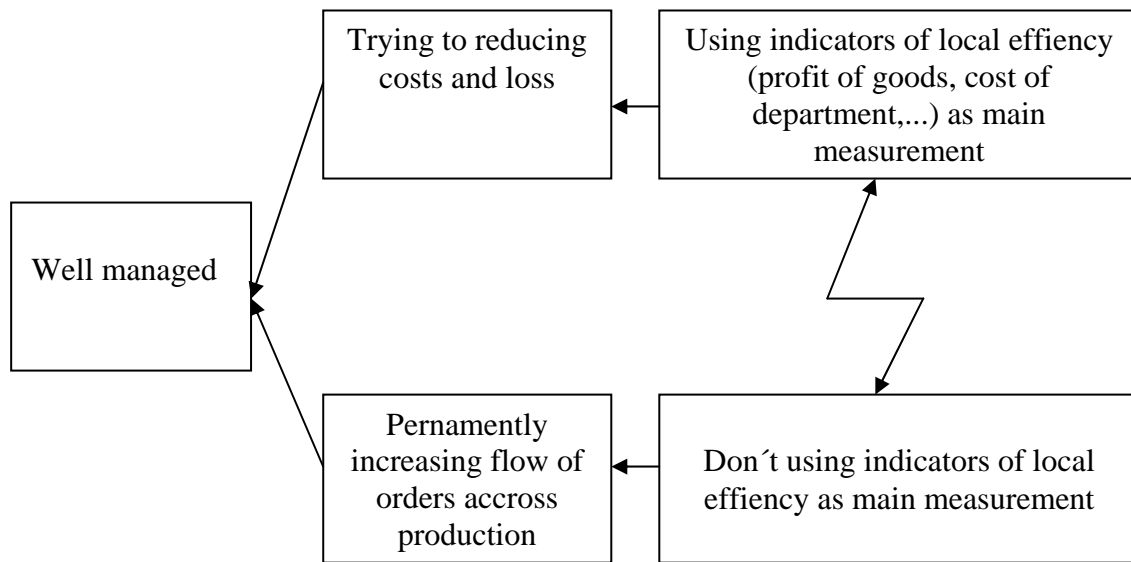 Trying to reducing
costs and loss
Using indicators of local effiency
(profit of goods, cost of
department,...) as main
measurement
Well managed
Pernamently
increasing flow of
orders accross
production
Don´t using indicators of local
effiency as main measurement